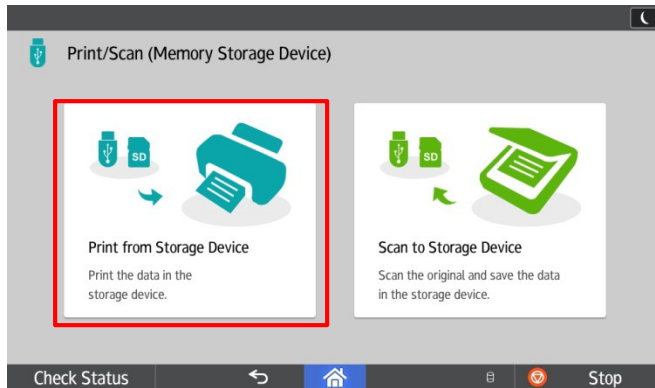 Print/Scan (Memory Storage Device)
SD
SD
Print from Storage Device
Print the data in the
storage device.
Scan to Storage Device
Scan the original and save the data
in the storage device.
Check Status
Stop